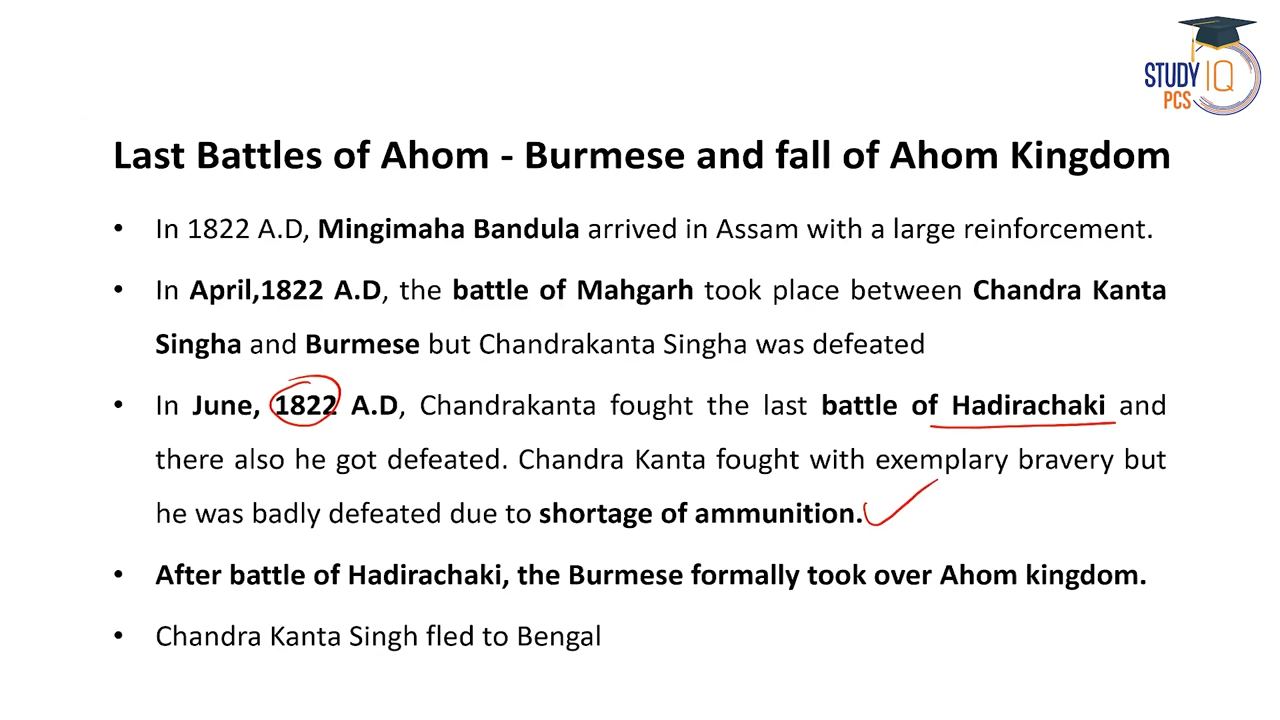 STUDY IQ
PCS
Last Battles of Ahom - Burmese and fall of Ahom Kingdom
• In 1822 A.D, Mingimaha Bandula arrived in Assam with a large reinforcement.
• In April,1822 A.D, the battle of Mahgarh took place between Chandra Kanta
Singha and Burmese but Chandrakanta Singha was defeated
• In June, 1822 A.D, Chandrakanta fought the last battle of Hadirachaki and
there also he got defeated. Chandra Kanta fought with exemplary bravery but
he was badly defeated due to shortage of ammunition.
• After battle of Hadirachaki, the Burmese formally took over Ahom kingdom.
• Chandra Kanta Singh fled to Bengal